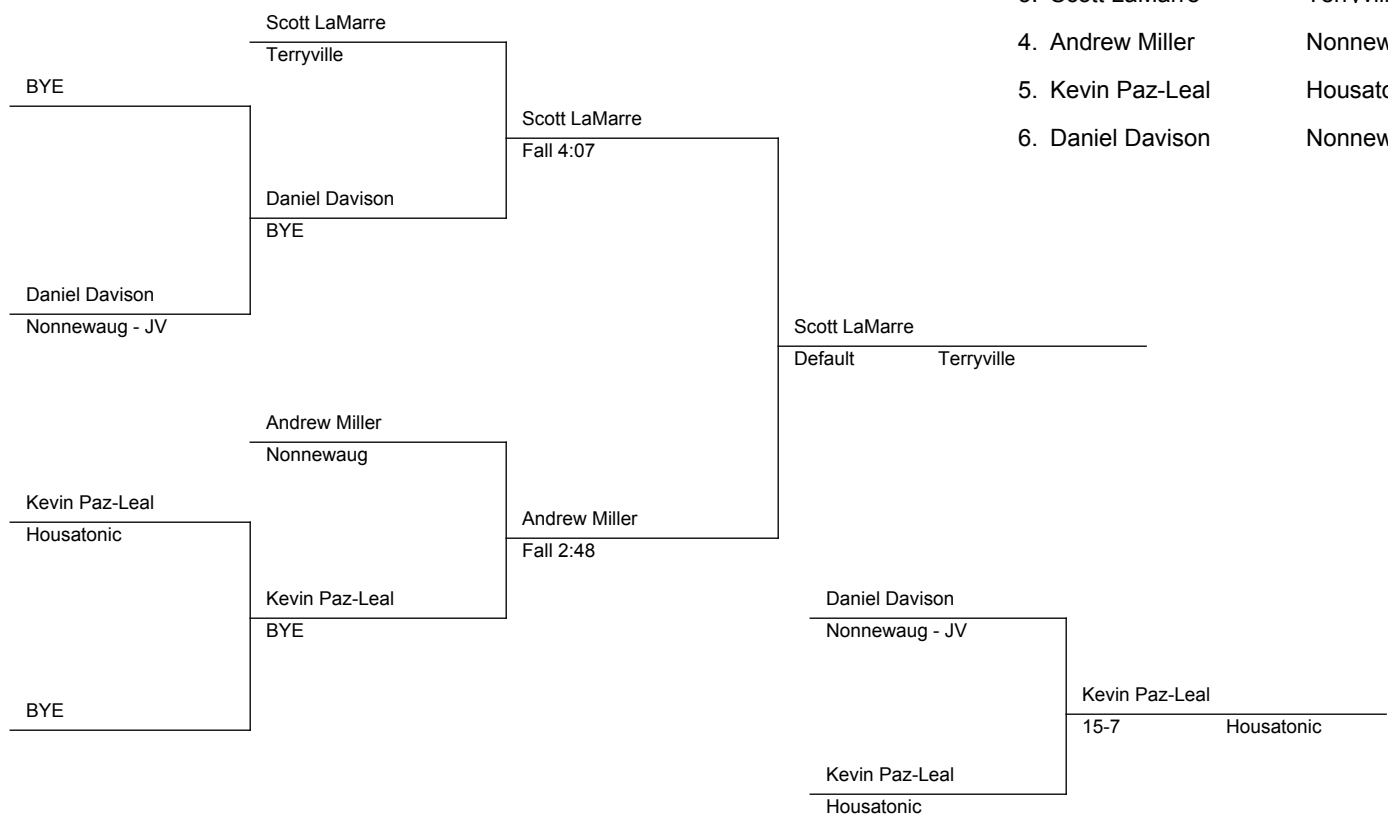 Scott LaMarre
Terryville
4. Andrew Miller Nonnew
BYE
5. Kevin Paz-Leal Housato
Scott LaMarre
Fall 4:07
6. Daniel Davison Nonnew
Daniel Davison
BYE
Daniel Davison
Nonnewaug - JV
Scott LaMarre
Default Terryville
Andrew Miller
Nonnewaug
Kevin Paz-Leal
Housatonic
Andrew Miller
Fall 2:48
Kevin Paz-Leal
BYE
Daniel Davison
Nonnewaug - JV
BYE
Kevin Paz-Leal
15-7 Housatonic
Kevin Paz-Leal
Housatonic